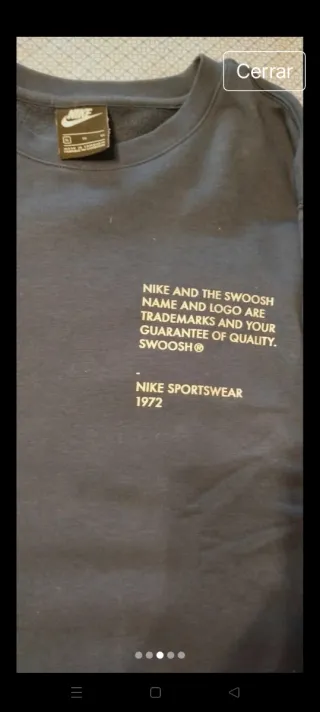 Cerrar
NIKE
NIKE AND THE SWOOSH
NAME AND LOGO ARE
TRADEMARKS AND YOUR
GUARANTEE OF QUALITY.
SWOOSH®
-
NIKE SPORTSWEAR
1972